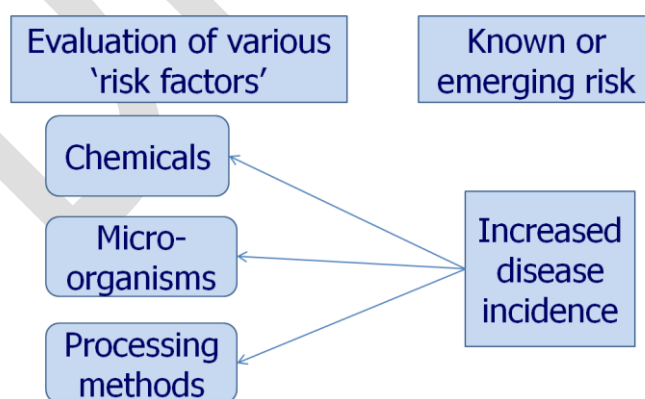 Evaluation of various
‘risk factors’
Known or
emerging risk
Chemicals
Micro-
organisms
Processing
methods
Increased
disease
incidence